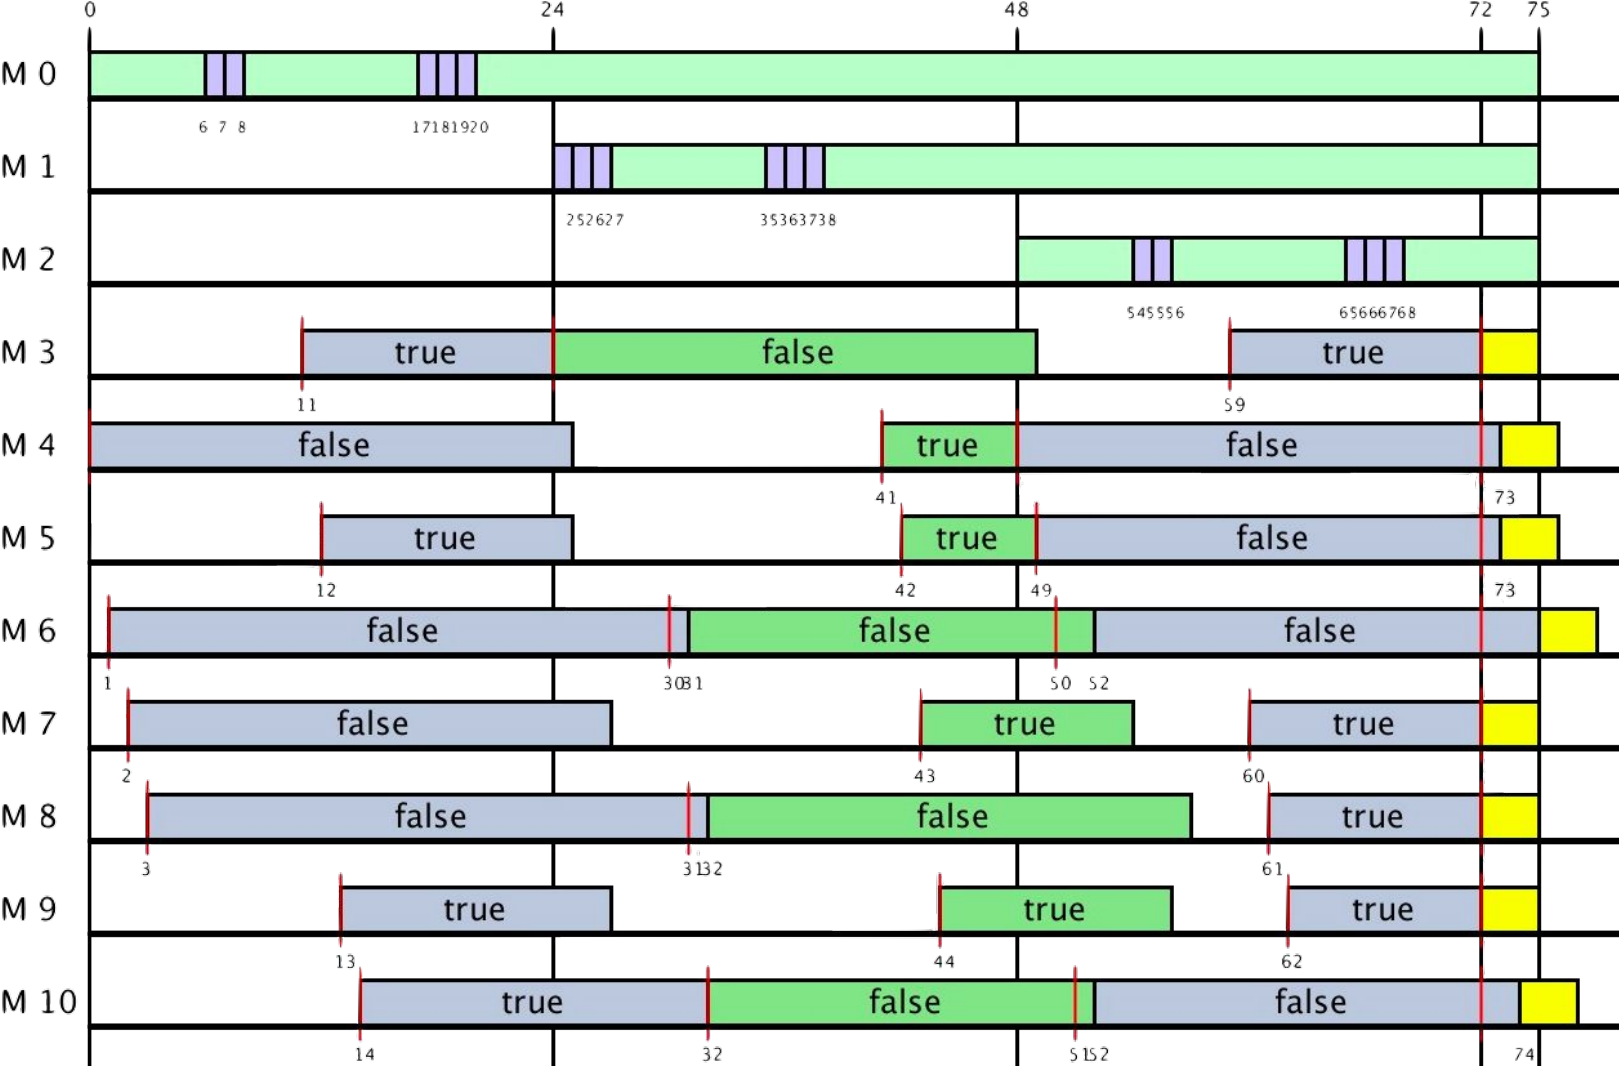 0 24 48 72 75
M 0
6 7 8 17181920
M 1
252627 35363738
M 2
545556 65666768
M 3 true false true
11 59
M 4 false true false
41 73
M 5 true true false
12 42 49 73
M 6 false false false
1 3031 50 52
M 7 false true true
2 43 60
M 8 false false true
3 3132 61
M 9 true true true
13 44 62
M 10 true false false
14 32 5152 74